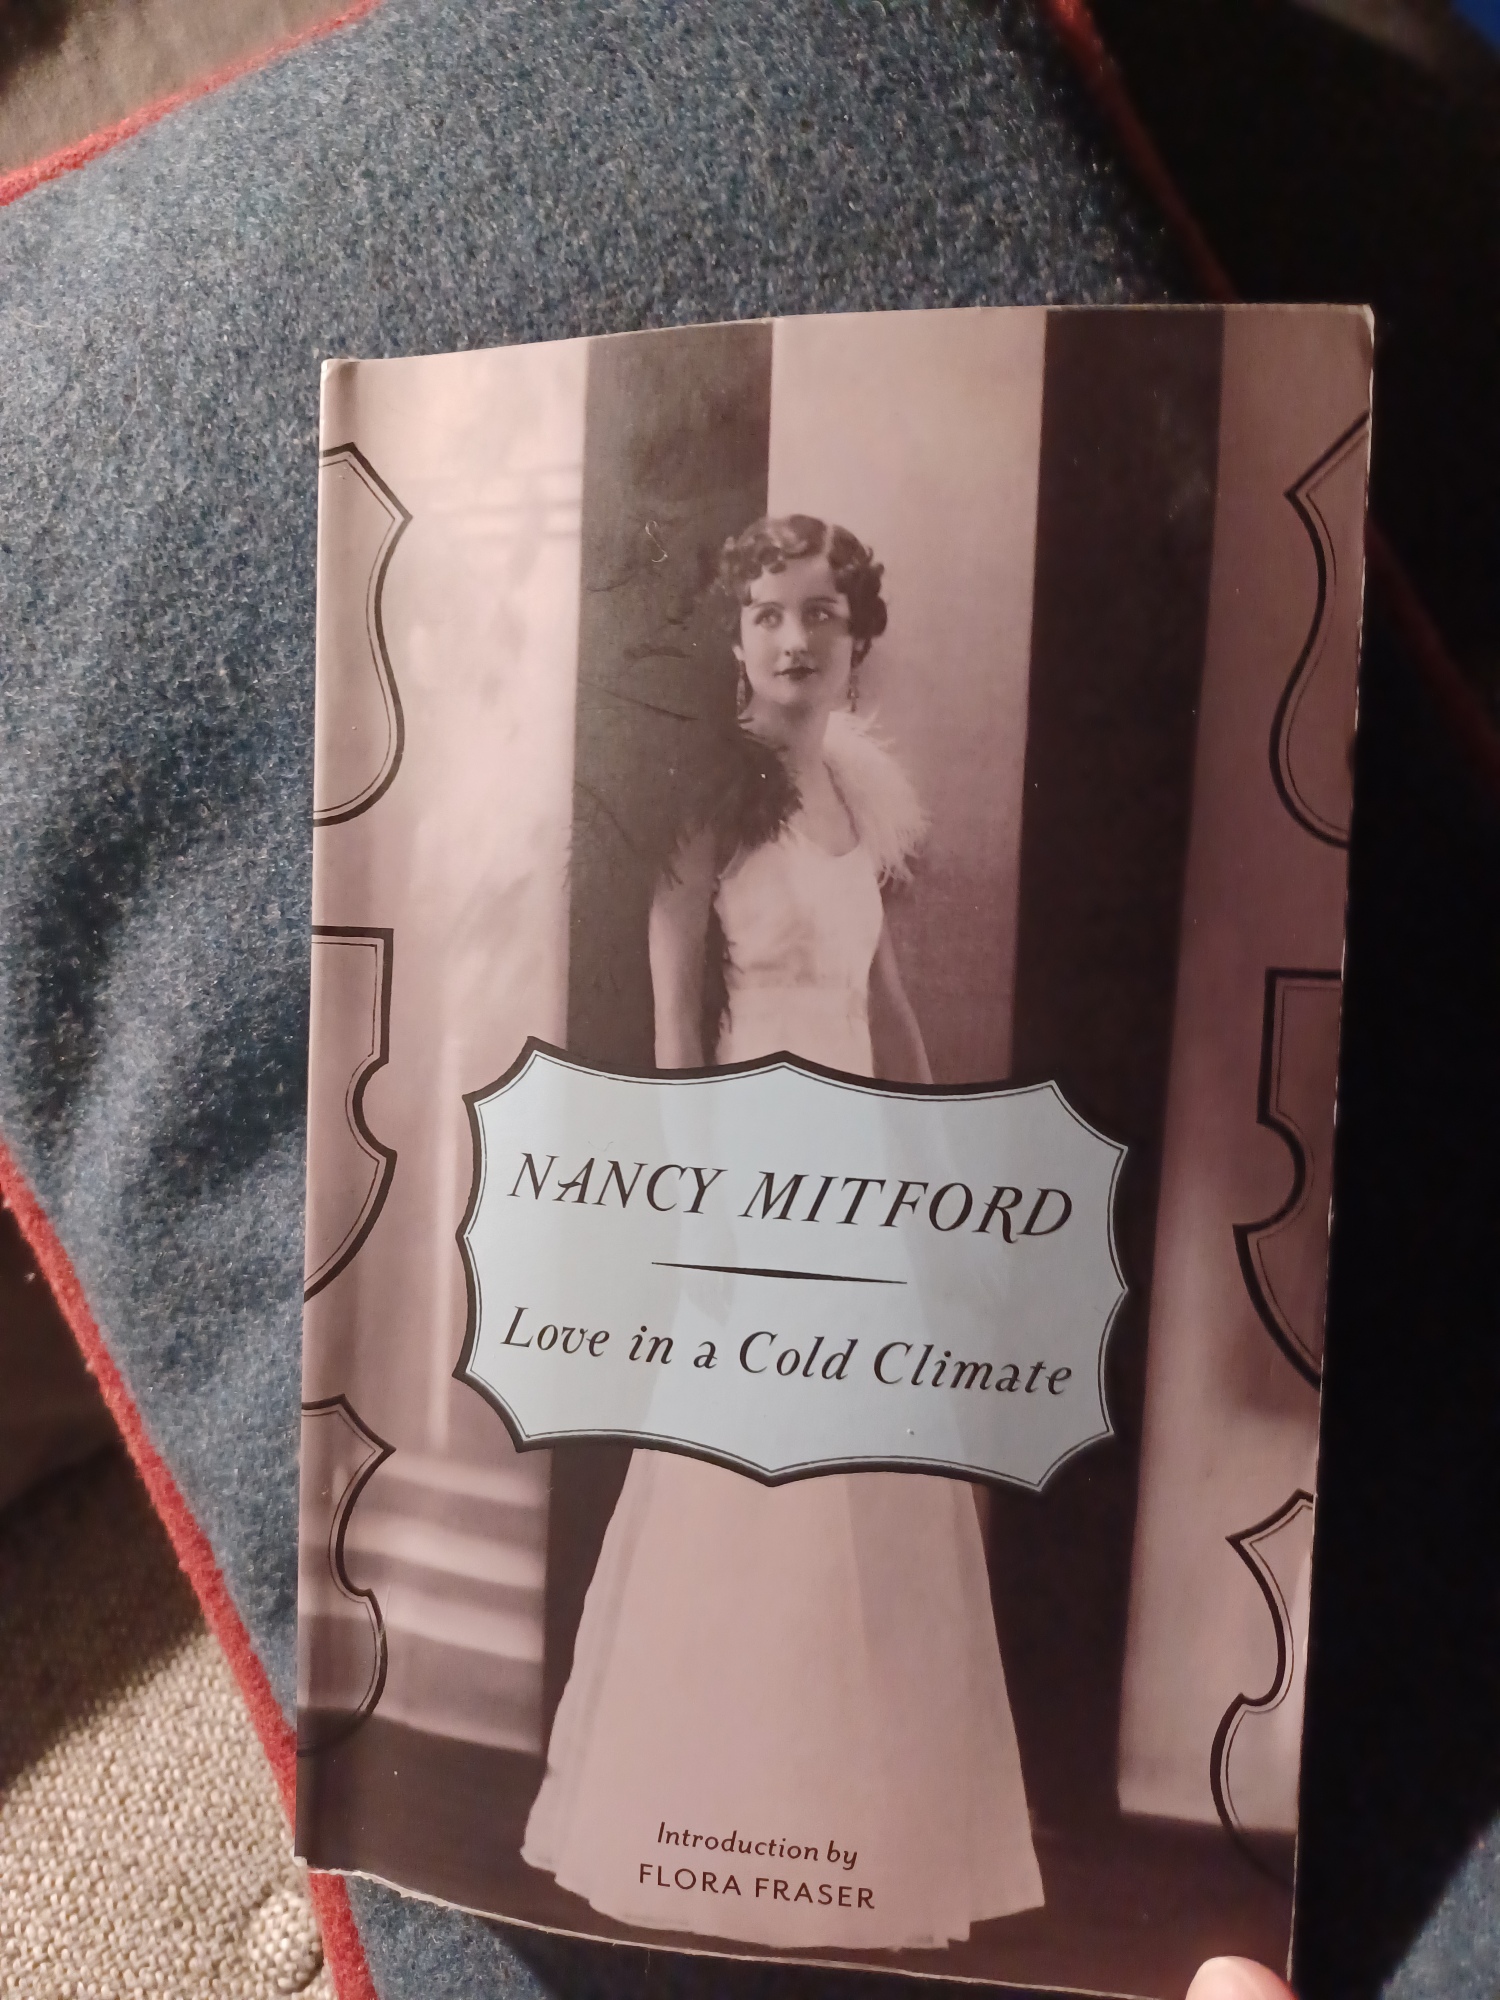 NANCY MITFORD
Love in a Cold Climate
Introduction by
FLORA FRASER